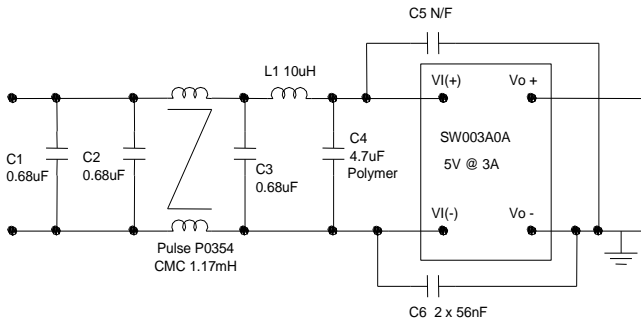 C5 N/F
L1 10uH
VI(+)
Vo +
C1
0.68uF
C2
0.68uF
C3
0.68uF
C4
4.7uF
Polymer
SW003A0A
5V @ 3A
VI(-)
Vo -
Pulse P0354
CMC 1.17mH
C6 2 x 56nF